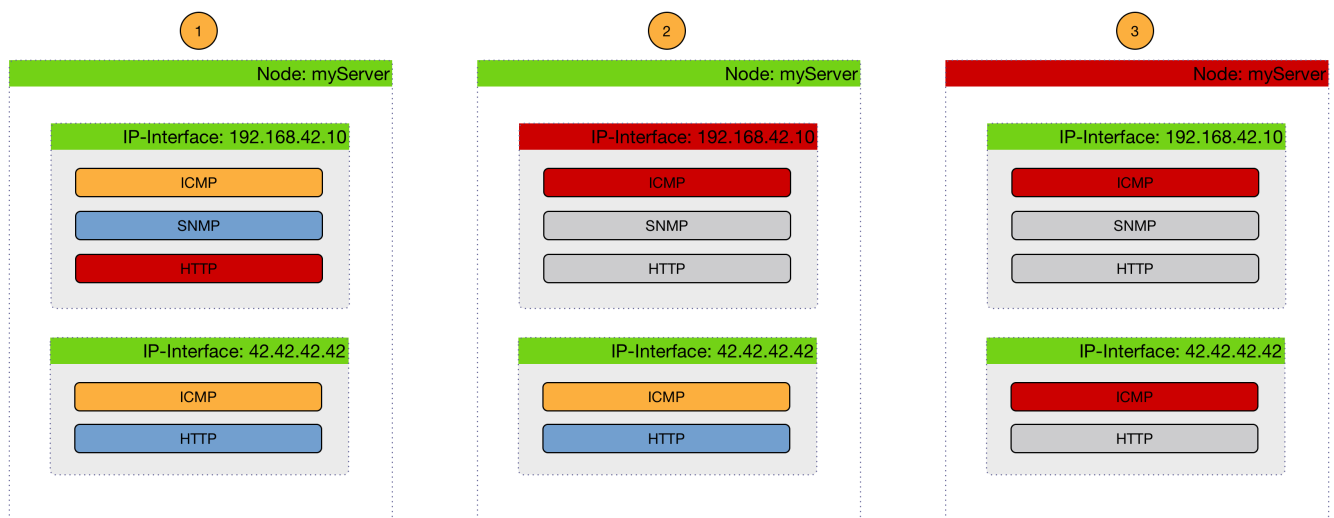 1
Node: myServer
IP-Interface: 192.168.42.10
ICMP
SNMP
HTTP
IP-Interface: 42.42.42.42
ICMP
HTTP
2
Node: myServer
IP-Interface: 192.168.42.10
ICMP
SNMP
HTTP
IP-Interface: 42.42.42.42
ICMP
HTTP
3
Node: myServer
IP-Interface: 192.168.42.10
ICMP
SNMP
HTTP
IP-Interface: 42.42.42.42
ICMP
HTTP